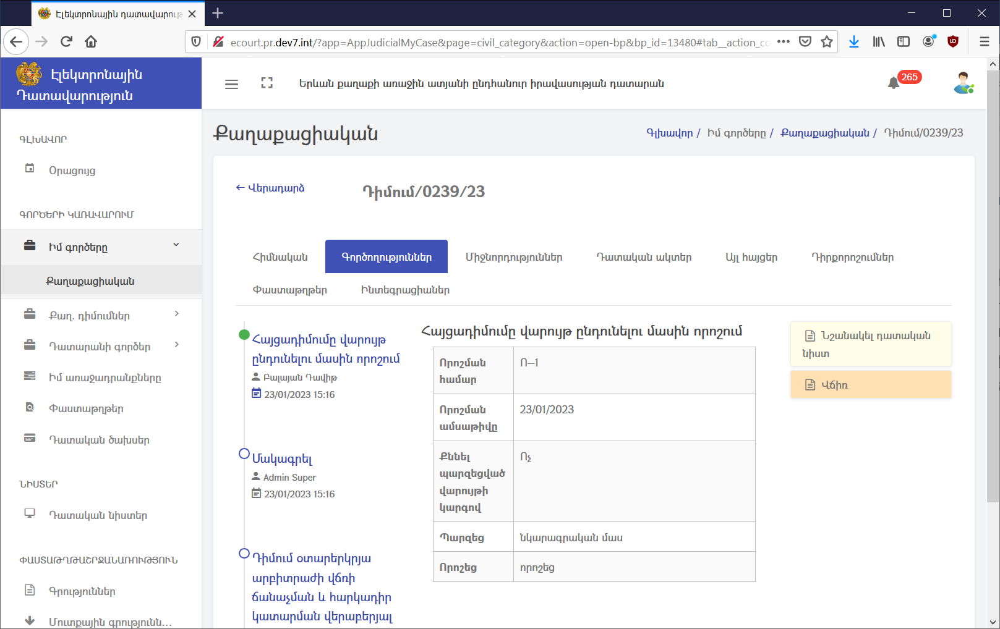 Էլեկտրոնային դատավարութ
ecourt.pr.dev7.int/?app=AppJudicialMyCase&page=civil_category&action=open-bp&bp_id=13480#tab__action_co
Էլեկտրոնային
Դատավարություն
Երևան քաղաքի առաջին ատյանի ընդհանուր իրավասության դատարան
265
ԳԼԽԱՎՈՐ
Օրացույց
ԳՈՐԾԵՐԻ ԿԱՌԱՎԱՐՈՒՄ
Իմ գործերը
Քաղաքացիական
Քաղ. դիմումներ
Դատարանի գործեր
Իմ առաջադրանքները
Փաստաթղթեր
Դատական ծախսեր
ՆԻՍՏԵՐ
Դատական նիստեր
ՓԱՍՏԱԹՂԹԱՇՐՋԱՆԱՌՈՒԹՅՈՒՆ
Գրություններ
Մուտքային գրությունն...
Քաղաքացիական
Գլխավոր / Իմ գործերը / Քաղաքացիական / Դիմում/0239/23
← Վերադարձ
Դիմում/0239/23
Հիմնական
Գործողություններ
Միջնորդություններ
Դատական ակտեր
Այլ հայցեր
Դիրքորոշումներ
Փաստաթղթեր
Ինտեգրացիաներ
Հայցադիմումը վարույթ
ընդունելու մասին որոշում
Բալայան Դավիթ
23/01/2023 15:16
Մակագրել
Admin Super
23/01/2023 15:16
Դիմում օտարերկրյա
արբիտրաժի վճռի
ճանաչման և հարկադիր
կատարման վերաբերյալ
Հայցադիմումը վարույթ ընդունելու մասին որոշում
Որոշման
համար
Ո—1
Որոշման
ամսաթիվը
23/01/2023
Քննել
պարզեցված
վարույթի
կարգով
Ոչ
Պարզեց
նկարագրական մաս
Որոշեց
որոշեց
Նշանակել դատական
նիստ
Վճիռ